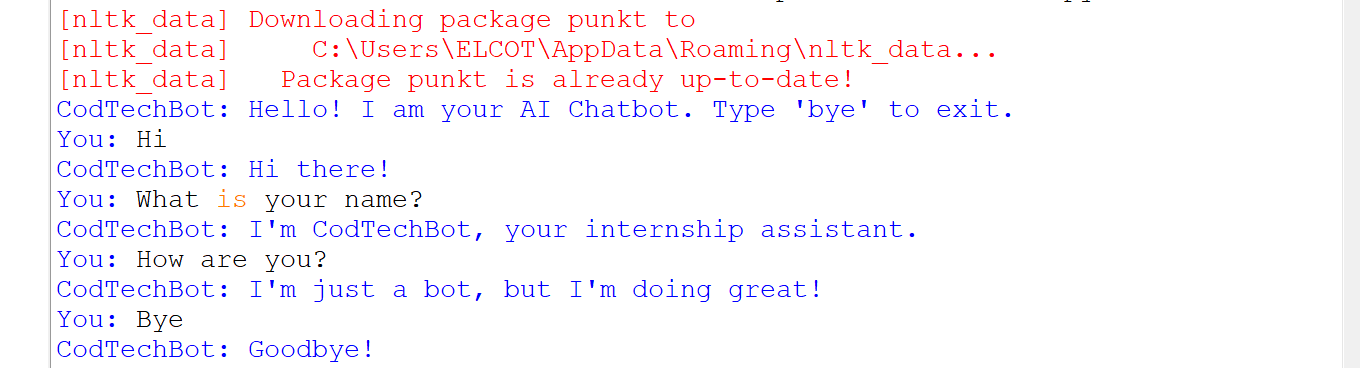 [nltk_data] Downloading package punkt to
[nltk_data]     C:\Users\ELCOT\AppData\Roaming\nltk_data...
[nltk_data]   Package punkt is already up-to-date!
CodTechBot: Hello! I am your AI Chatbot. Type 'bye' to exit.
You: Hi
CodTechBot: Hi there!
You: What is your name?
CodTechBot: I'm CodTechBot, your internship assistant.
You: How are you?
CodTechBot: I'm just a bot, but I'm doing great!
You: Bye
CodTechBot: Goodbye!